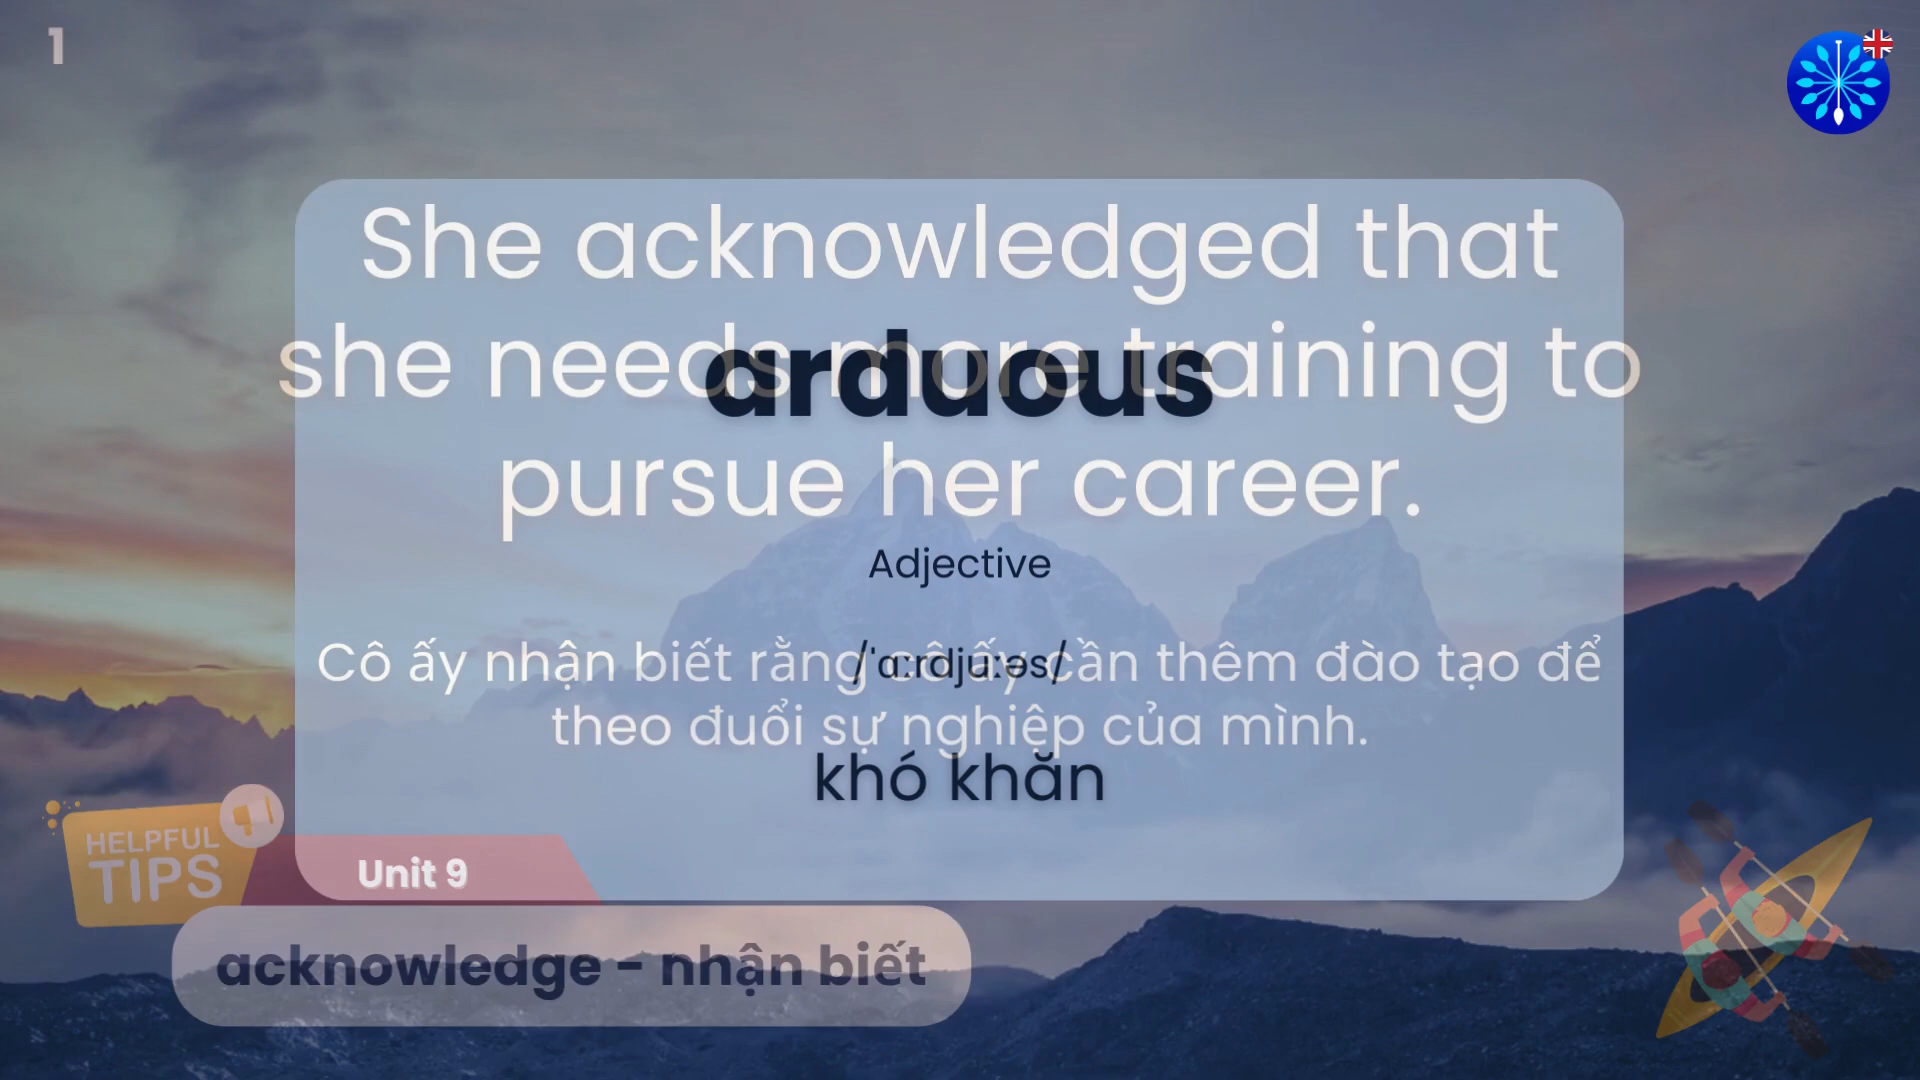 1
She acknowledged that
she needs more training to
pursue her career.
arduous
Adjective
/ˈɑːrdjuːəs/
khó khăn
Cô ấy nhận biết rằng cô ấy cần thêm đào tạo để
theo đuổi sự nghiệp của mình.
HELPFUL
TIPS
Unit 9
acknowledge - nhận biết